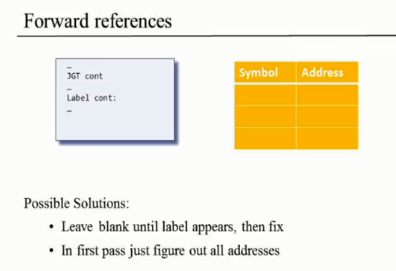 Forward references
...
JGT cont
...
Label cont:
...
Symbol Address
Possible Solutions:
• Leave blank until label appears, then fix
• In first pass just figure out all addresses